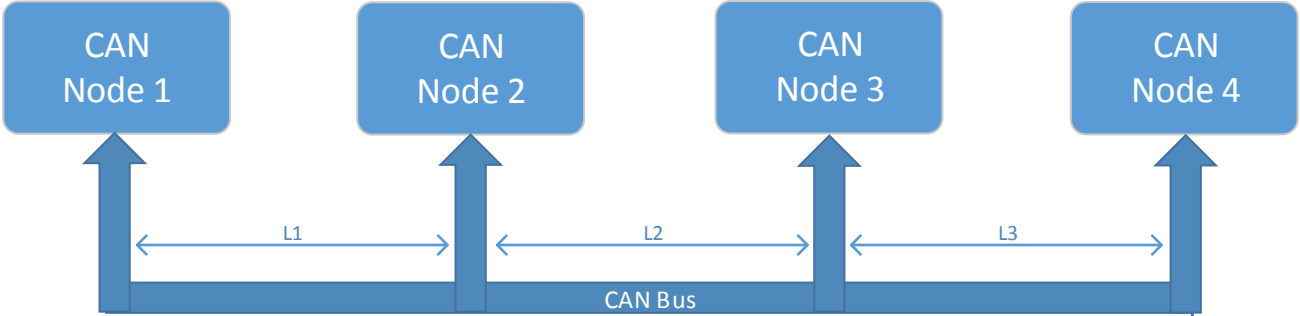 CAN
Node 1
CAN
Node 2
CAN
Node 3
CAN
Node 4
L1
L2
L3
CAN Bus